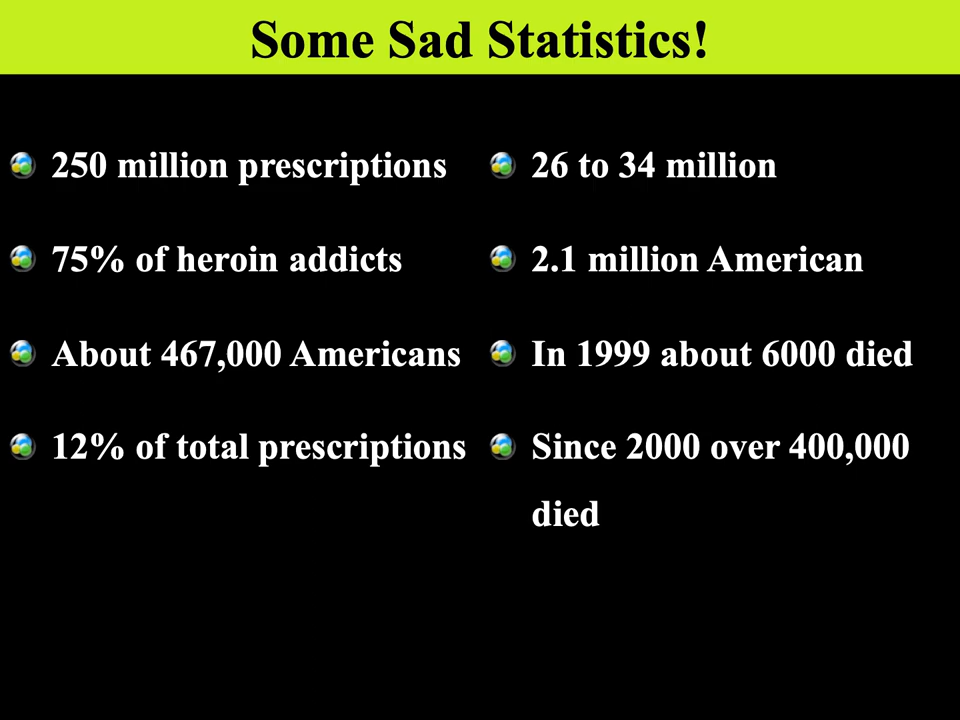 Some Sad Statistics!
250 million prescriptions
75% of heroin addicts
About 467,000 Americans
12% of total prescriptions
26 to 34 million
2.1 million American
In 1999 about 6000 died
Since 2000 over 400,000
died